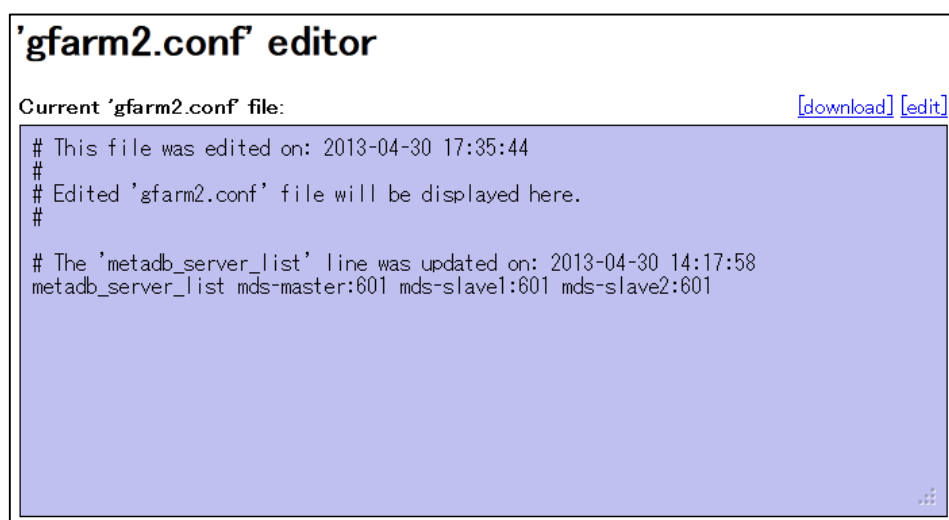 'gfarm2.conf' editor
Current 'gfarm2.conf' file: [download] [edit]
# This file was edited on: 2013-04-30 17:35:44
#
# Edited 'gfarm2.conf' file will be displayed here.
#
# The 'metadb_server_list' line was updated on: 2013-04-30 14:17:58
metadb_server_list mds-master:601 mds-slave1:601 mds-slave2:601